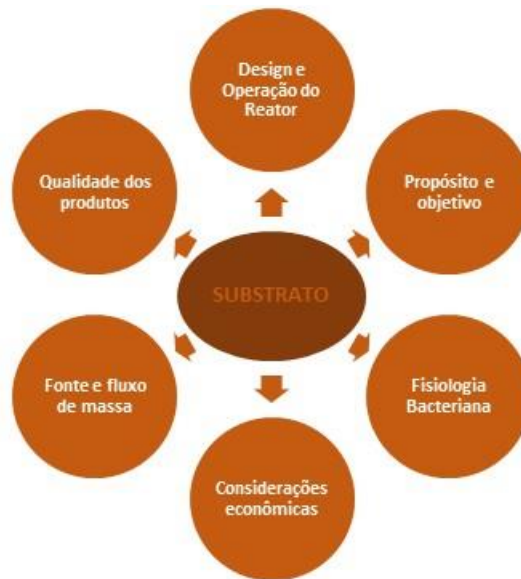 Design e
Operação do
Reator
Qualidade dos
produtos
Propósito e
objetivo
SUBSTRATO
Fonte e fluxo
de massa
Fisiologia
Bacteriana
Considerações
econômicas